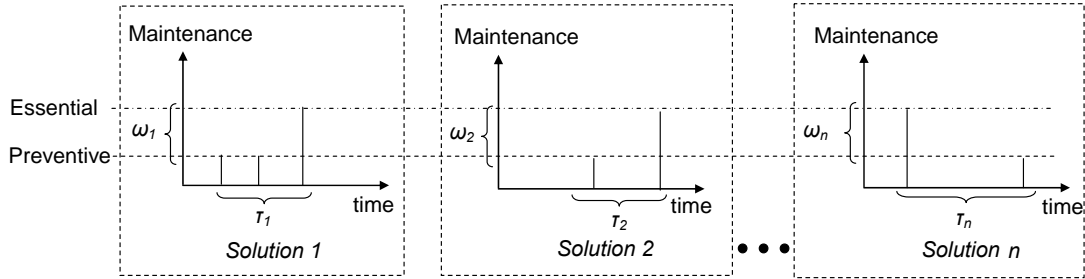 Maintenance
Maintenance
Maintenance
Essential
ω1
ω2
ωn
Preventive
time
time
time
τ1
τ2
τn
Solution 1
Solution 2
Solution n